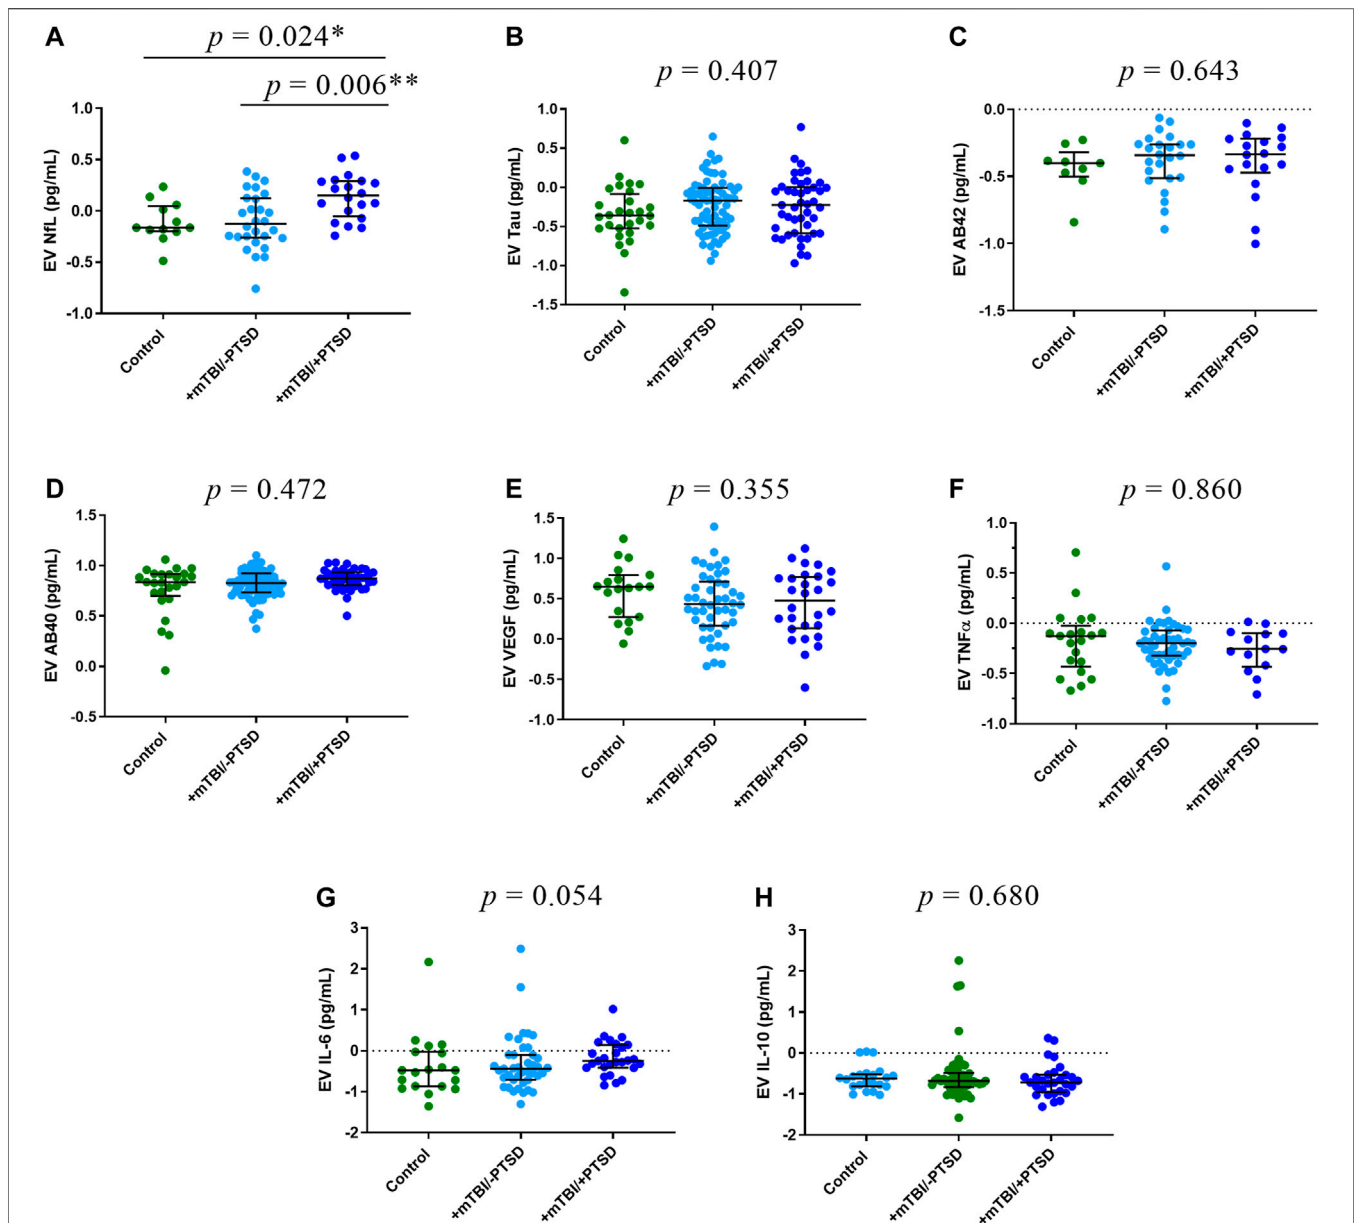 A
p = 0.024*
p = 0.006**
EV NfL (pg/mL)
1.0
0.5
0.0
-0.5
-1.0
Control
+mTBI/-PTSD
+mTBI/+PTSD
B
p = 0.407
EV Tau (pg/mL)
1.0
0.5
0.0
-0.5
-1.0
-1.5
Control
+mTBI/-PTSD
+mTBI/+PTSD
C
p = 0.643
EV AB42 (pg/mL)
0.0
-0.5
-1.0
-1.5
Control
+mTBI/-PTSD
+mTBI/+PTSD
D
p = 0.472
EV AB40 (pg/mL)
1.5
1.0
0.5
0.0
-0.5
Control
+mTBI/-PTSD
+mTBI/+PTSD
E
p = 0.355
EV VEGF (pg/mL)
1.5
1.0
0.5
0.0
-0.5
-1.0
Control
+mTBI/-PTSD
+mTBI/+PTSD
F
p = 0.860
EV TNFα (pg/mL)
1.0
0.5
0.0
-0.5
-1.0
Control
+mTBI/-PTSD
+mTBI/+PTSD
G
p = 0.054
EV IL-6 (pg/mL)
3
2
1
0
-1
-2
Control
+mTBI/-PTSD
+mTBI/+PTSD
H
p = 0.680
EV IL-10 (pg/mL)
3
2
1
0
-1
-2
Control
+mTBI/-PTSD
+mTBI/+PTSD